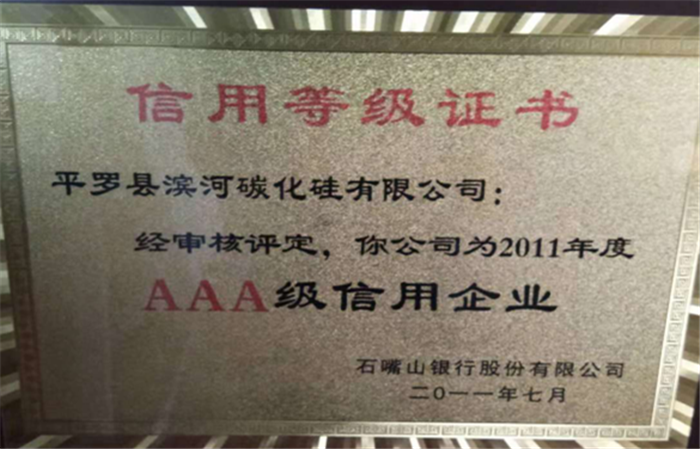 信用等级证书
平罗县滨河碳化硅有限公司：
经审核评定，你公司为2011年度
AAA级信用企业
石嘴山银行股份有限公司
二〇一一年七月